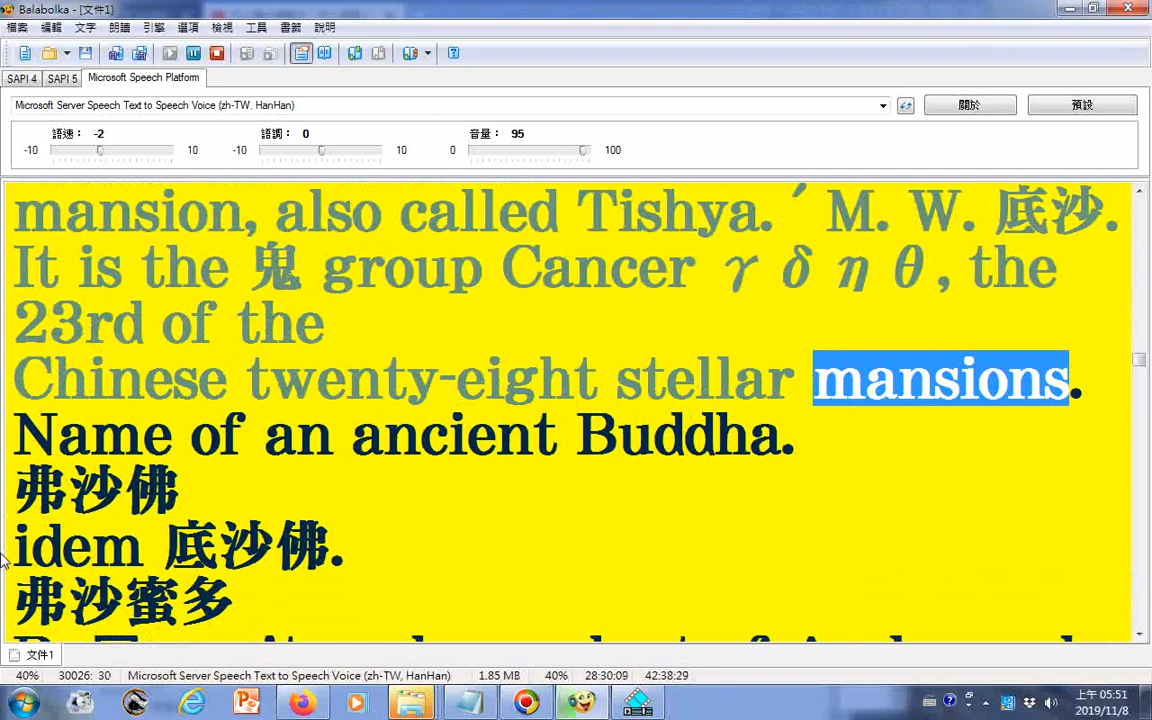 Balabolka - [文件1]
檔案 編輯 文字 朗讀 引擎 選項 檢視 工具 書籤 說明
SAPI 4 SAPI 5 Microsoft Speech Platform
Microsoft Server Speech Text to Speech Voice (zh-TW, HanHan) 關於 預設
語速： -2 語調： 0 音量： 95
-10 10 -10 10 0 100
mansion, also called Tishya.ˊM. W. 底沙.
It is the 鬼 group Cancer γ δ η θ, the
23rd of the
Chinese twenty-eight stellar mansions.
Name of an ancient Buddha.
弗沙佛
idem 底沙佛.
弗沙蜜多
文件1
40% 30026: 30 Microsoft Server Speech Text to Speech Voice (zh-TW, HanHan) 1.85 MB 40% 28:30:09 42:38:29
上午 05:51
2019/11/8